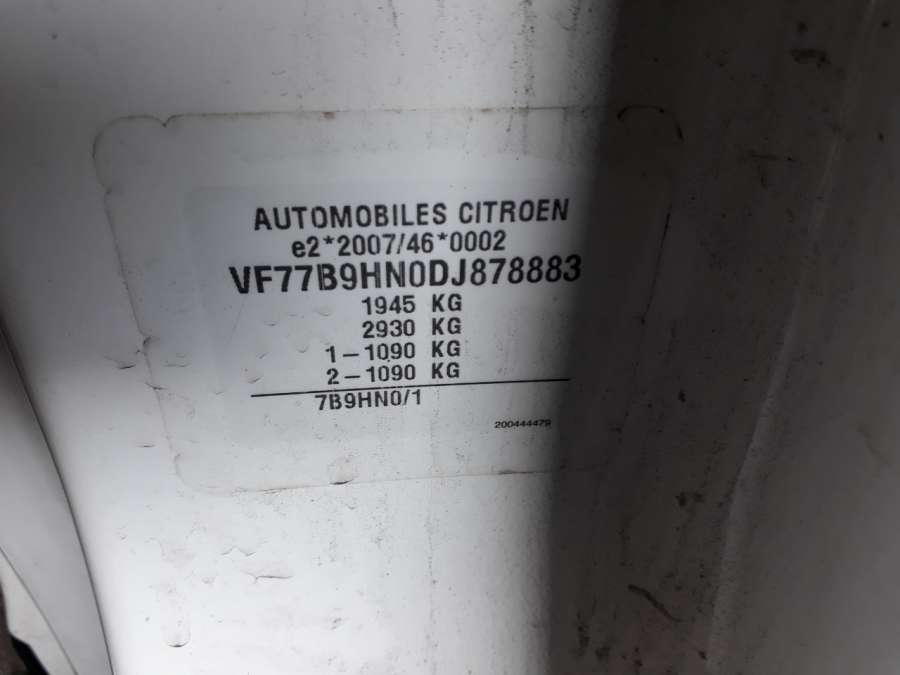 AUTOMOBILES CITROEN
e2*2007/46*0002
VF77B9HN0DJ878883
1945 KG
2930 KG
1-1090 KG
2-1090 KG
7B9HN0/1
200444479